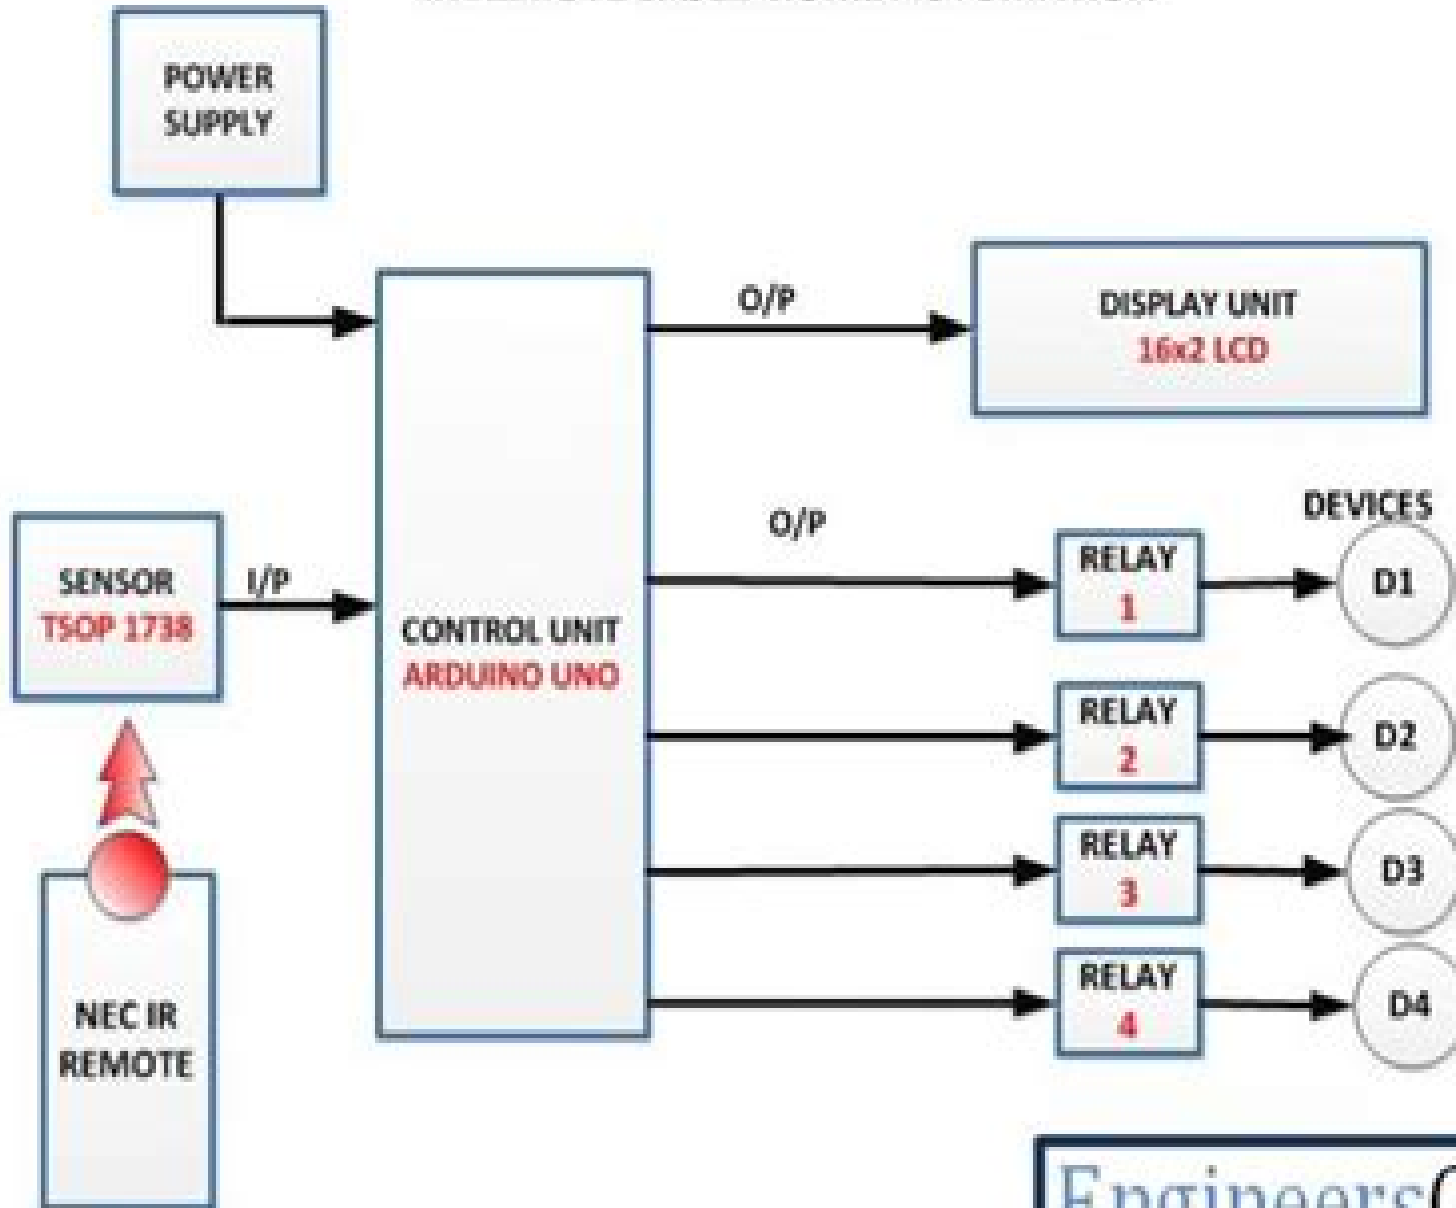 POWER
SUPPLY
O/P
DISPLAY UNIT
16x2 LCD
DEVICES
O/P
SENSOR
TSOP 1738
I/P
CONTROL UNIT
ARDUINO UNO
RELAY
1
D1
RELAY
2
D2
RELAY
3
D3
RELAY
4
D4
NEC IR
REMOTE
Engineers